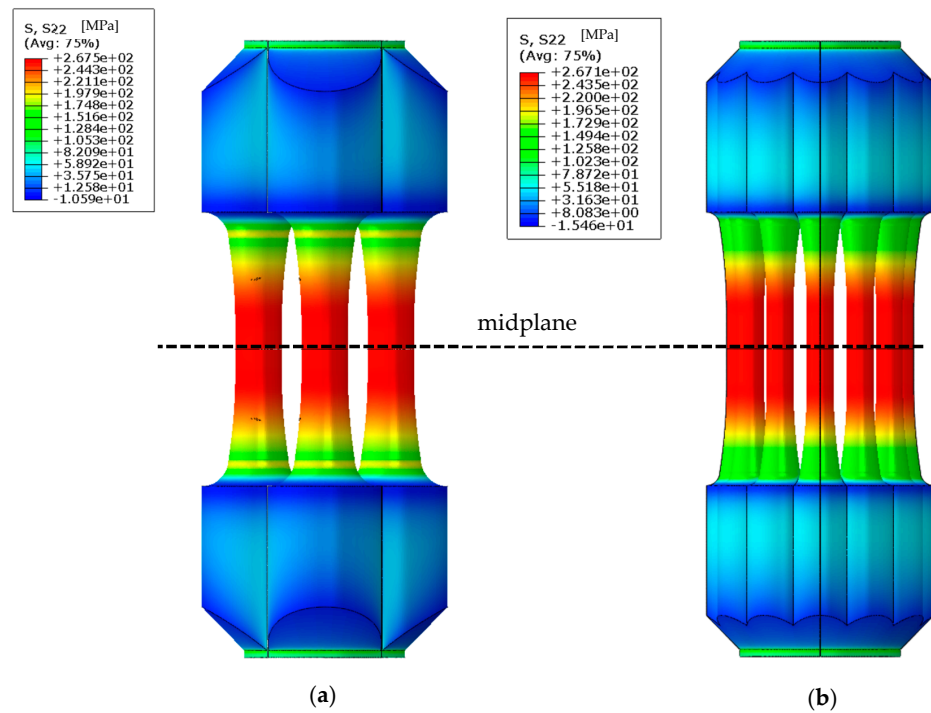 S, S22 [MPa]
(Avg: 75%)
+2.675e+02
+2.443e+02
+2.211e+02
+1.979e+02
+1.748e+02
+1.516e+02
+1.284e+02
+1.053e+02
+8.209e+01
+5.892e+01
+3.575e+01
+1.258e+01
-1.059e+01
S, S22 [MPa]
(Avg: 75%)
+2.671e+02
+2.435e+02
+2.200e+02
+1.965e+02
+1.729e+02
+1.494e+02
+1.258e+02
+1.023e+02
+7.872e+01
+5.518e+01
+3.163e+01
+8.083e+00
-1.546e+01
midplane
(a)
(b)